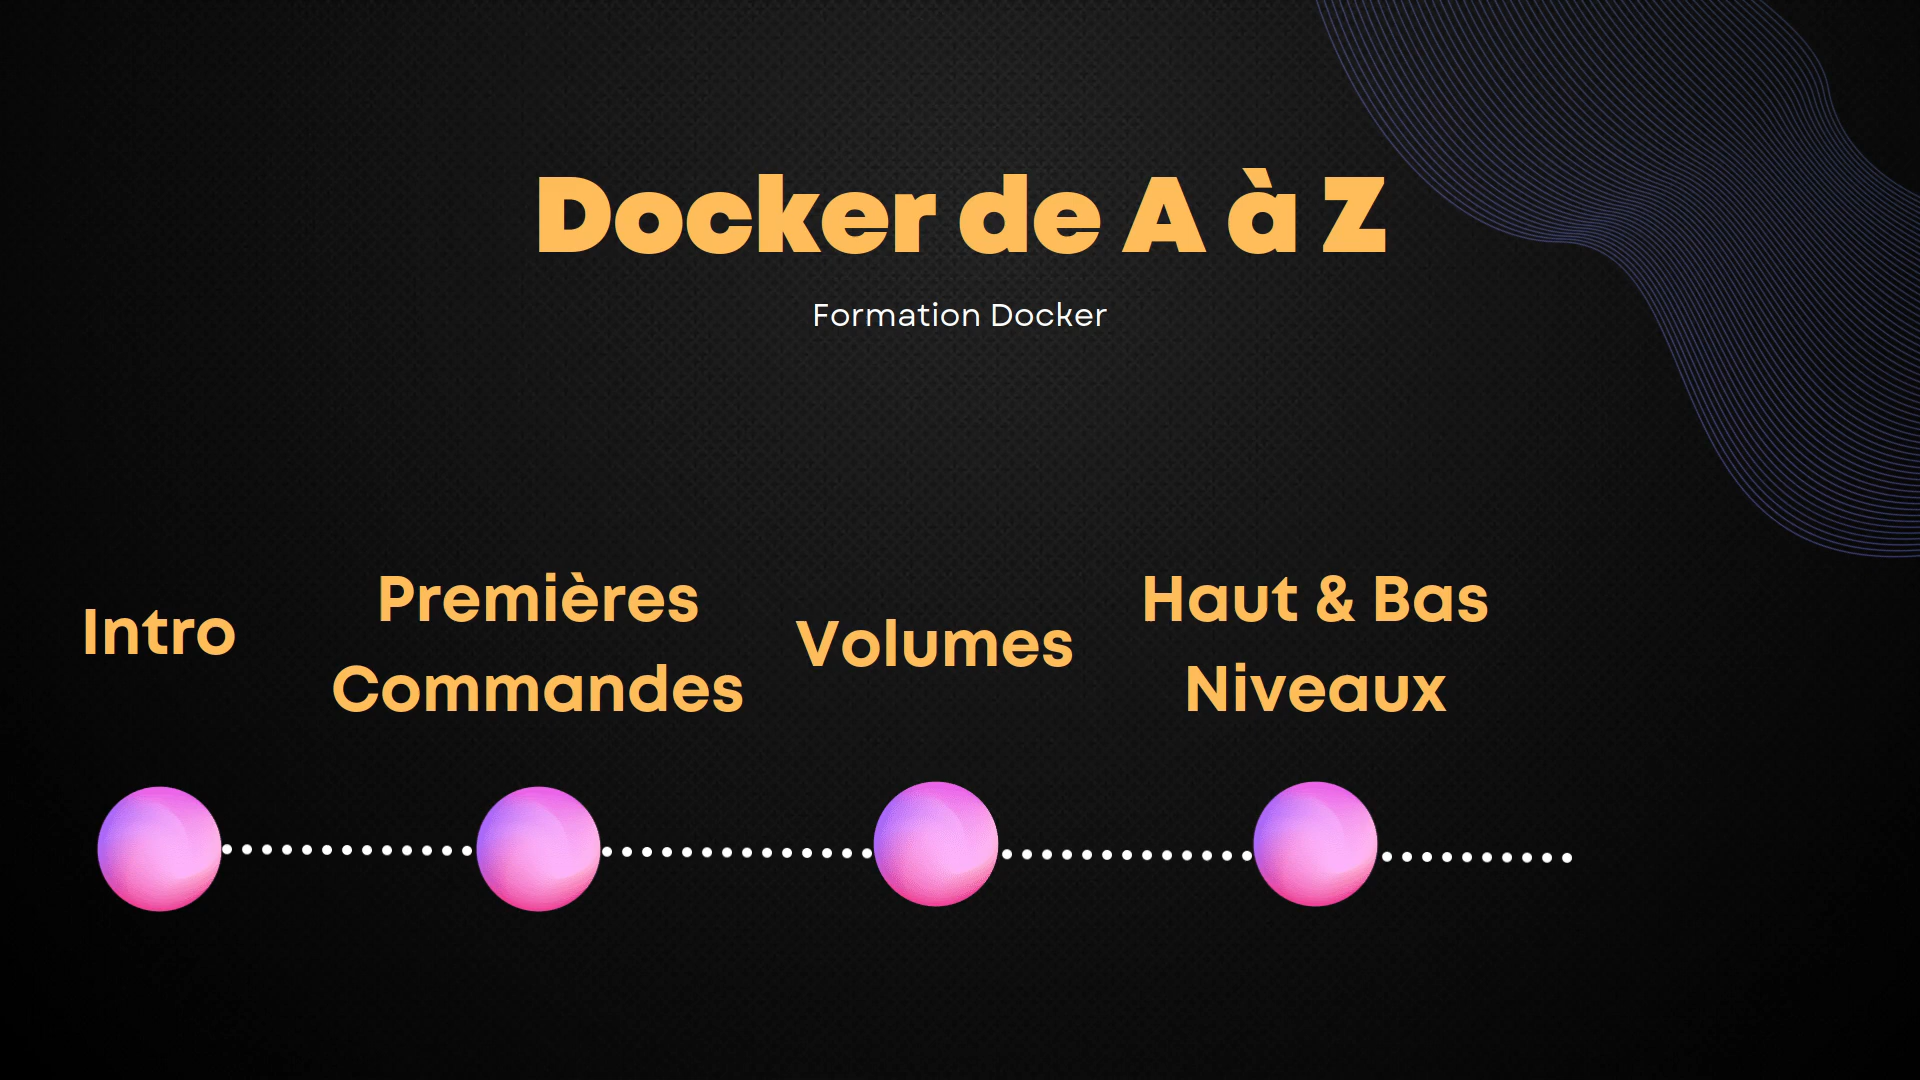 Docker de A à Z
Formation Docker
Intro
Premières
Commandes
Volumes
Haut & Bas
Niveaux